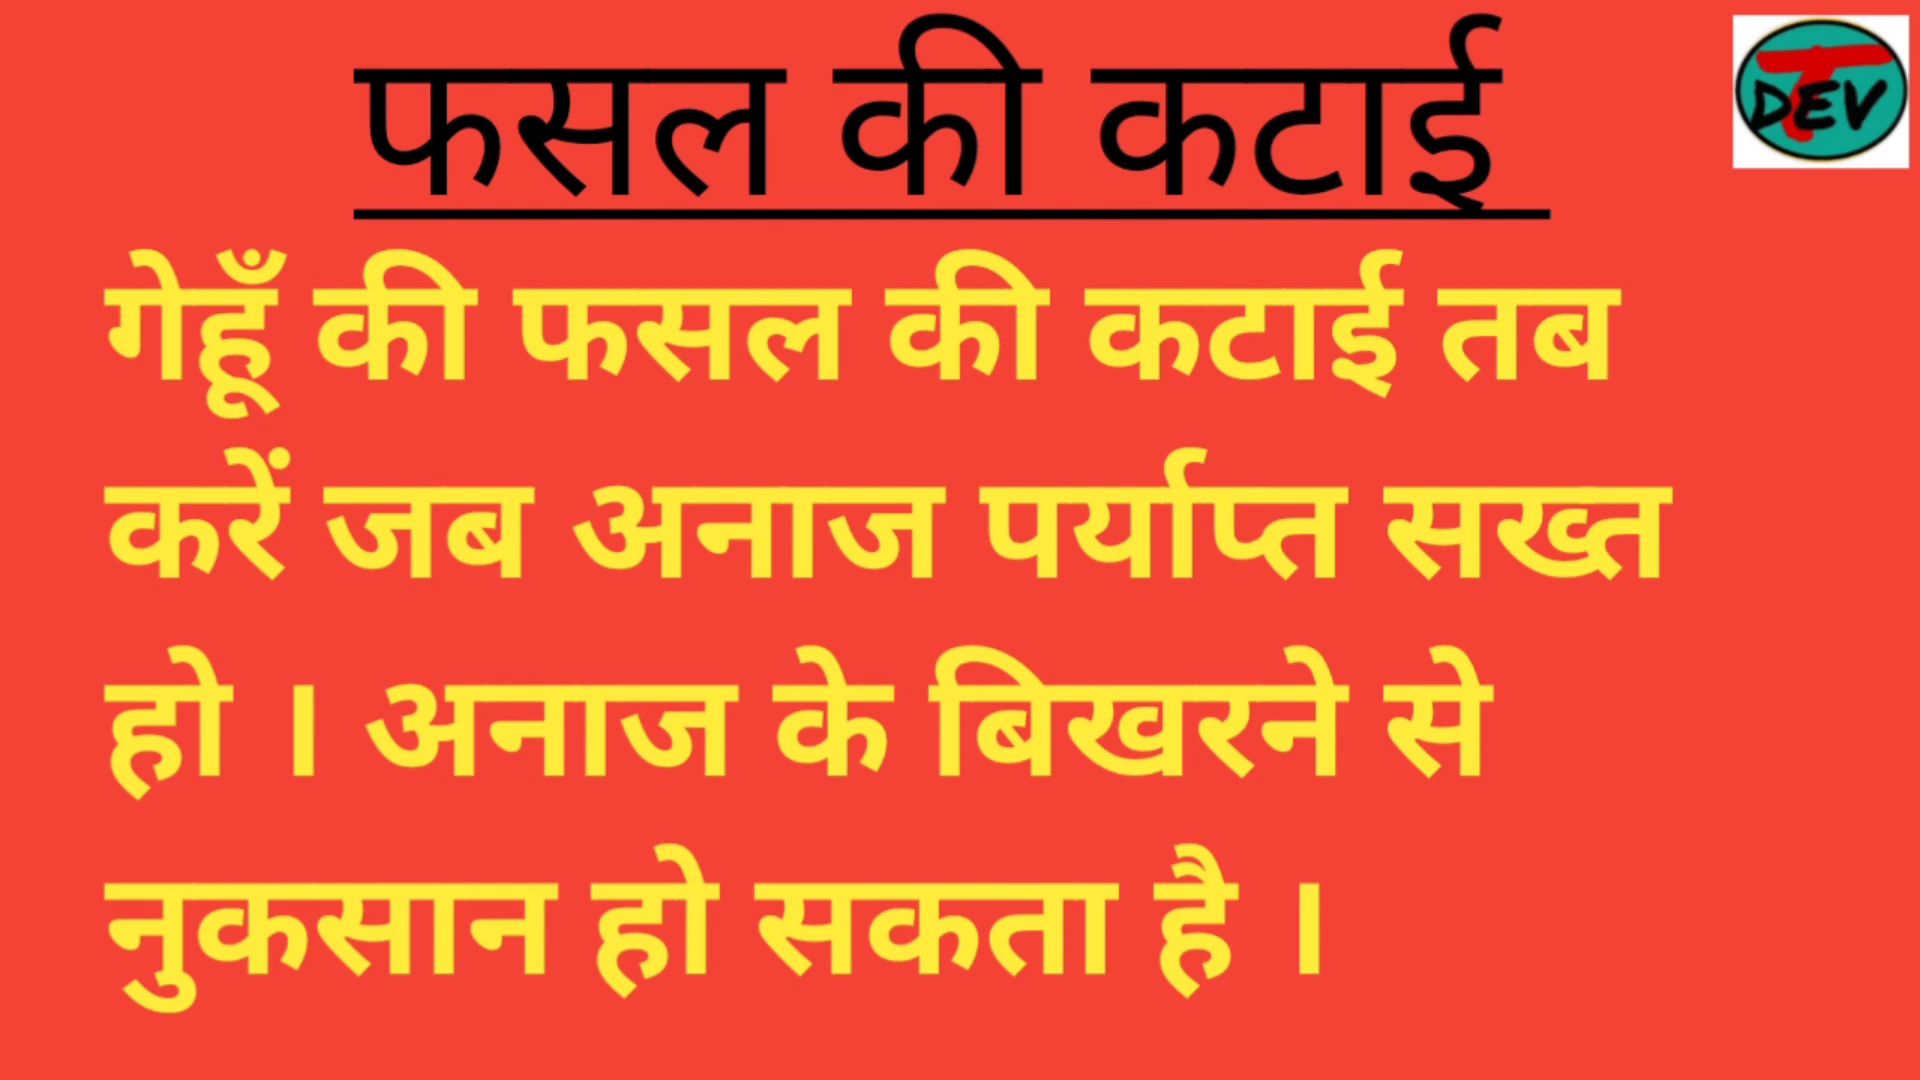 फसल की कटाई
T
DEV
गेहूँ की फसल की कटाई तब
करें जब अनाज पर्याप्त सख्त
हो । अनाज के बिखरने से
नुकसान हो सकता है ।